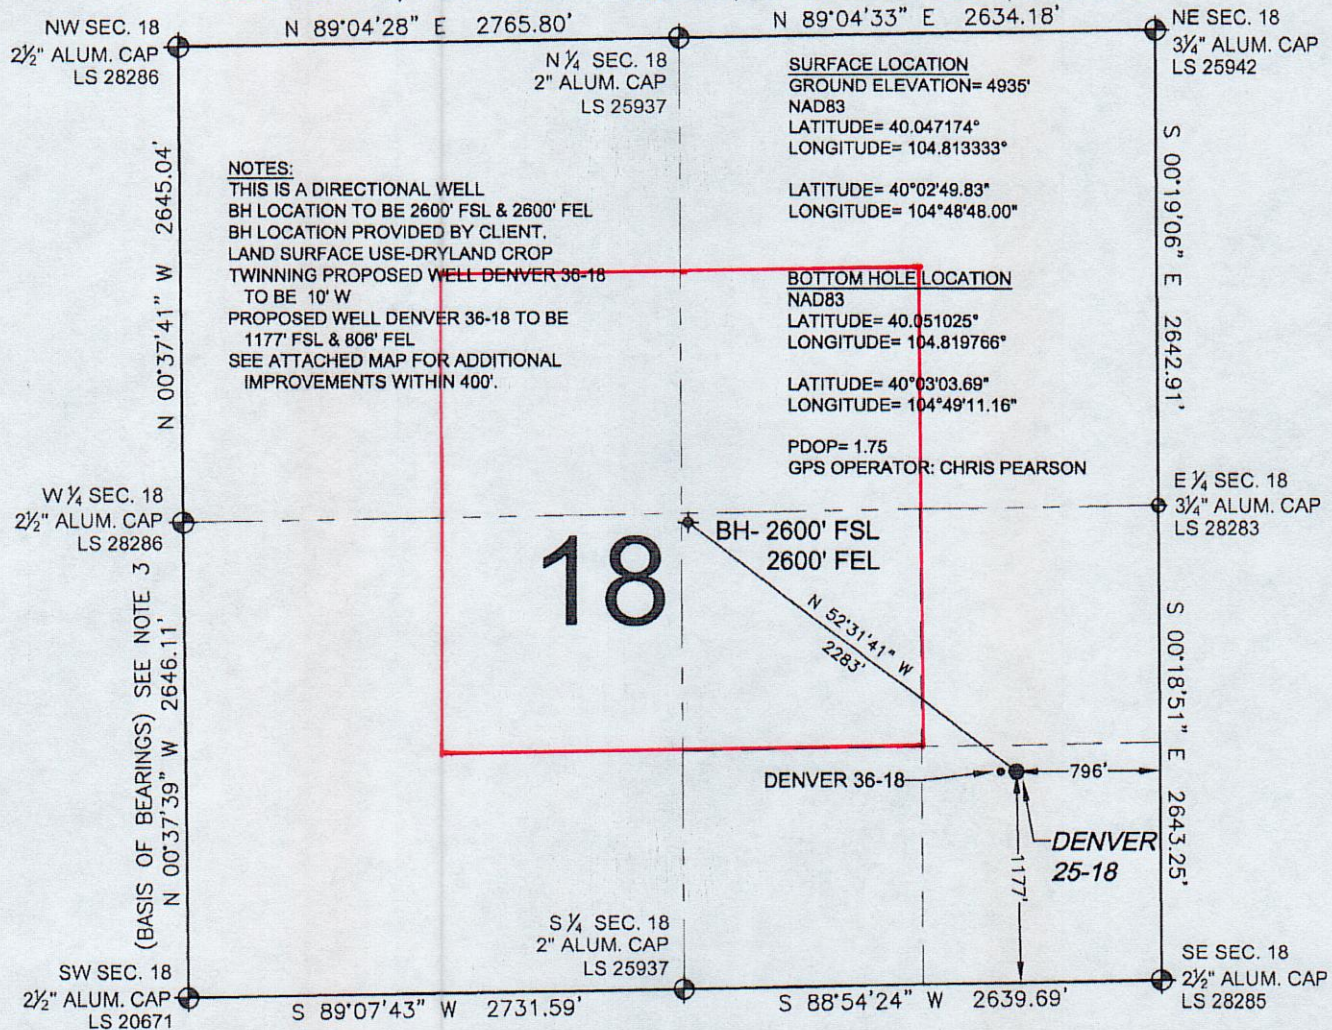 N 89°04'28" E 2765.80'
N 89°04'33" E 2634.18'
NW SEC. 18
2½" ALUM. CAP
LS 28286
N ¼ SEC. 18
2" ALUM. CAP
LS 25937
NE SEC. 18
3¼" ALUM. CAP
LS 25942
SURFACE LOCATION
GROUND ELEVATION= 4935'
NAD83
LATITUDE= 40.047174°
LONGITUDE= 104.813333°
LATITUDE= 40°02'49.83"
LONGITUDE= 104°48'48.00"
NOTES:
THIS IS A DIRECTIONAL WELL
BH LOCATION TO BE 2600' FSL & 2600' FEL
BH LOCATION PROVIDED BY CLIENT.
LAND SURFACE USE-DRYLAND CROP
TWINNING PROPOSED WELL DENVER 36-18
TO BE 10' W
PROPOSED WELL DENVER 36-18 TO BE
1177' FSL & 806' FEL
SEE ATTACHED MAP FOR ADDITIONAL
IMPROVEMENTS WITHIN 400'.
BOTTOM HOLE LOCATION
NAD83
LATITUDE= 40.051025°
LONGITUDE= 104.819766°
LATITUDE= 40°03'03.69"
LONGITUDE= 104°49'11.16"
PDOP= 1.75
GPS OPERATOR: CHRIS PEARSON
N 00°37'41" W 2645.04'
S 00°19'06" E 2642.91'
W ¼ SEC. 18
2½" ALUM. CAP
LS 28286
E ¼ SEC. 18
3¼" ALUM. CAP
LS 28283
18
BH- 2600' FSL
2600' FEL
N 52°31'41" W
2283'
(BASIS OF BEARINGS) SEE NOTE 3
N 00°37'39" W 2646.11'
S 00°18'51" E 2643.25'
DENVER 36-18
796'
DENVER
25-18
1177'
S ¼ SEC. 18
2" ALUM. CAP
LS 25937
SW SEC. 18
2½" ALUM. CAP
LS 20671
SE SEC. 18
2½" ALUM. CAP
LS 28285
S 89°07'43" W 2731.59'
S 88°54'24" W 2639.69'